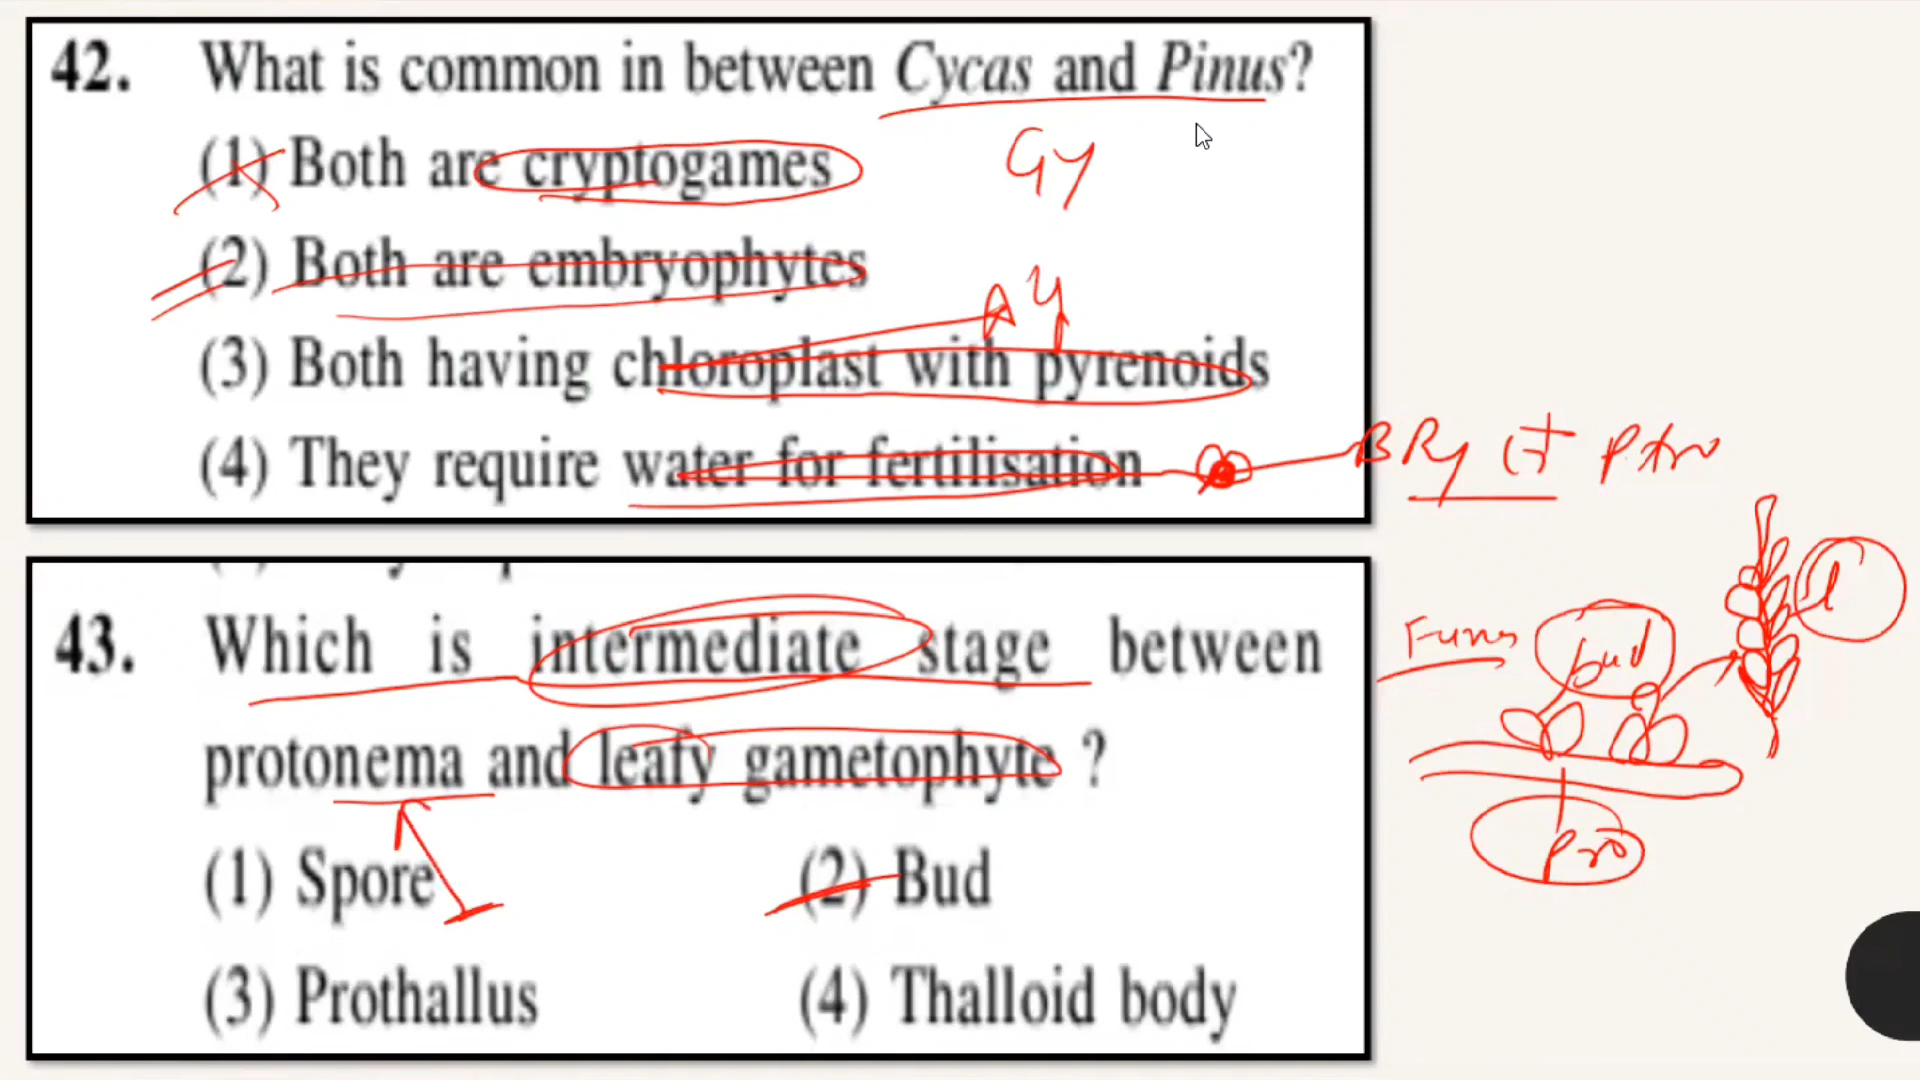 42. What is common in between Cycas and Pinus?
Gy
(1) Both are cryptogames
(2) Both are embryophytes
(3) Both having chloroplast with pyrenoids
(4) They require water for fertilisation
43. Which is intermediate stage between
bud
protonema and leafy gametophyte ?
Pro
(1) Spore (2) Bud
(3) Prothallus (4) Thalloid body